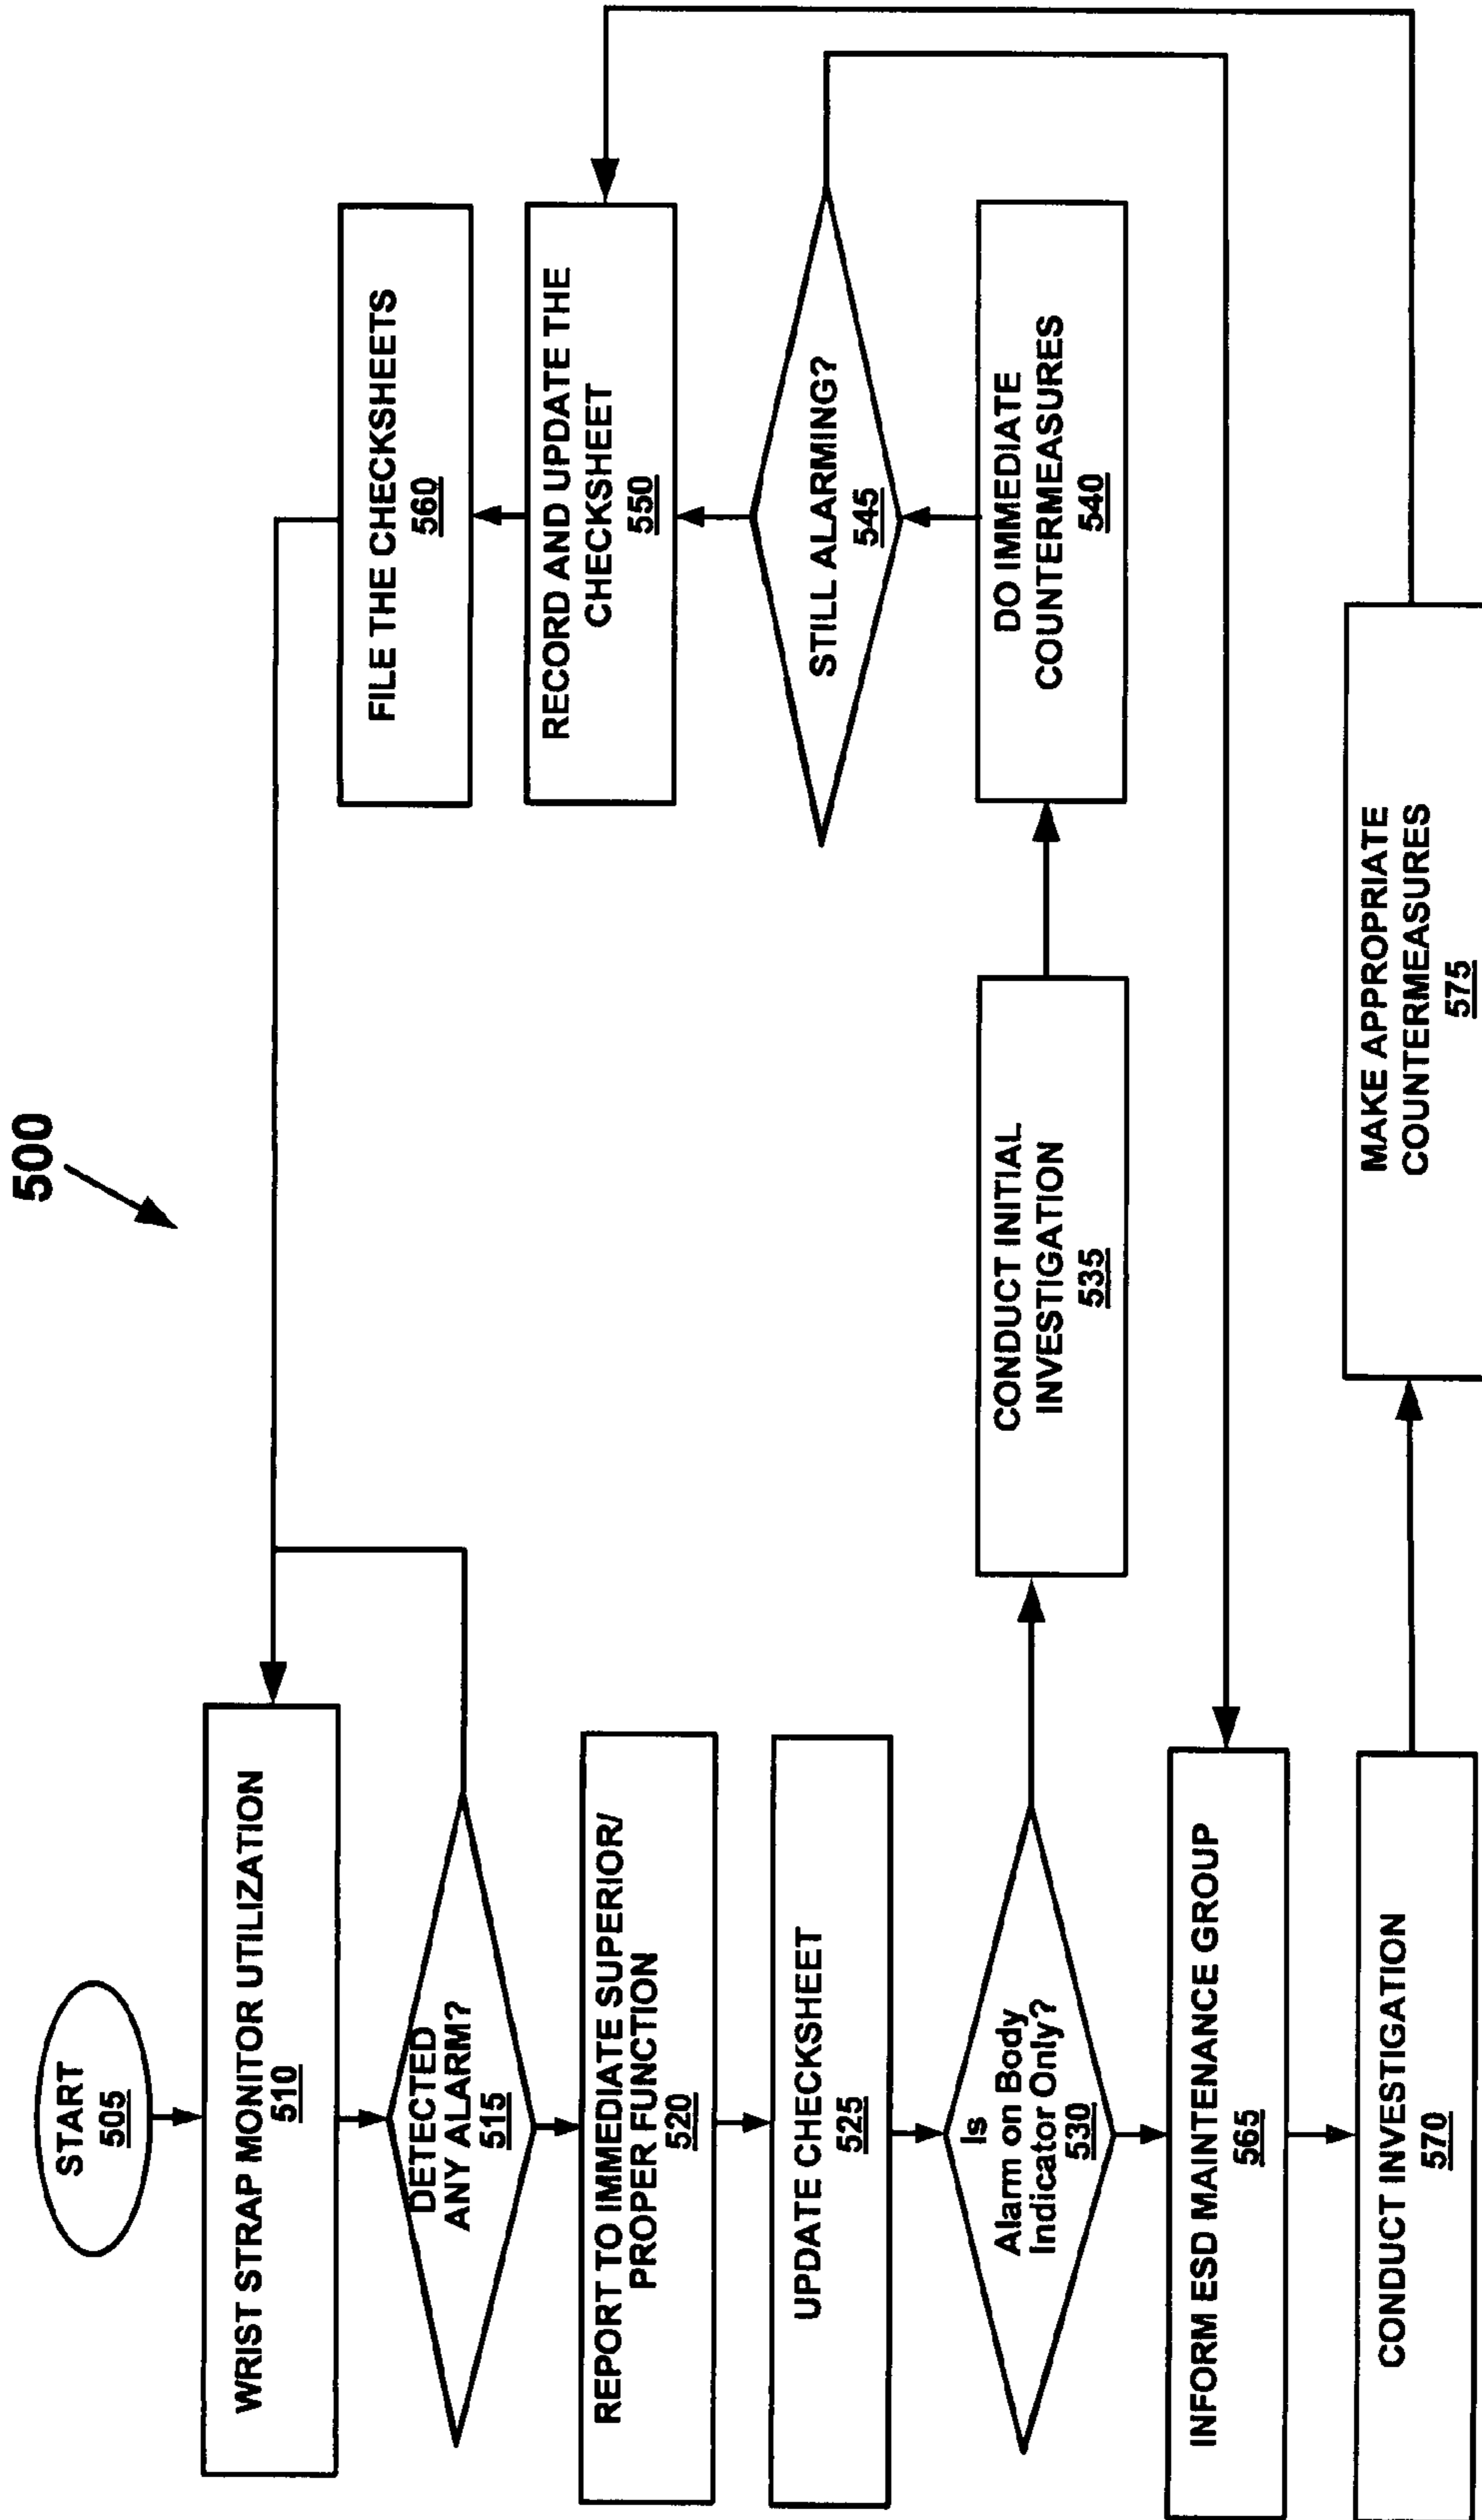 500
START
505
WRIST STRAP MONITOR UTILIZATION
510
DETECTED
ANY ALARM?
515
REPORT TO IMMEDIATE SUPERIOR/
PROPER FUNCTION
520
UPDATE CHECKSHEET
525
Is
Alarm on Body
Indicator Only?
530
INFORM ESD MAINTENANCE GROUP
565
CONDUCT INVESTIGATION
570
CONDUCT INITIAL
INVESTIGATION
535
MAKE APPROPRIATE
COUNTERMEASURES
575
FILE THE CHECKSHEETS
560
RECORD AND UPDATE THE
CHECKSHEET
550
STILL ALARMING?
545
DO IMMEDIATE
COUNTERMEASURES
540